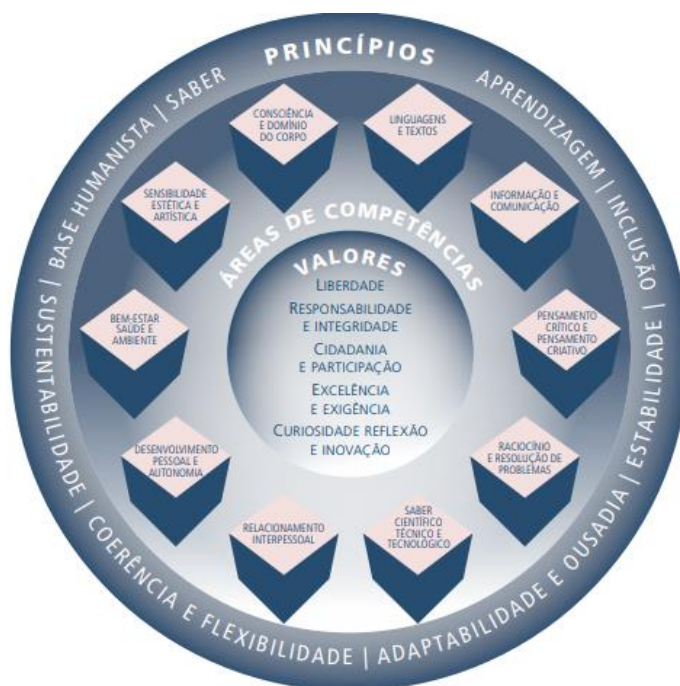 PRINCÍPIOS
BASE HUMANISTA | SABER
APRENDIZAGEM | INCLUSÃO |
ESTABILIDADE |
ADAPTABILIDADE E OUSADIA |
COERÊNCIA E FLEXIBILIDADE |
SUSTENTABILIDADE |
ÁREAS DE COMPETÊNCIAS
LINGUAGENS
E TEXTOS
INFORMAÇÃO E
COMUNICAÇÃO
PENSAMENTO
CRÍTICO E
PENSAMENTO
CRIATIVO
RACIOCÍNIO
E RESOLUÇÃO DE
PROBLEMAS
SABER
CIENTÍFICO
TÉCNICO E
TECNOLÓGICO
RELACIONAMENTO
INTERPESSOAL
DESENVOLVIMENTO
PESSOAL E
AUTONOMIA
BEM-ESTAR
SAÚDE E
AMBIENTE
SENSIBILIDADE
ESTÉTICA E
ARTÍSTICA
CONSCIÊNCIA
E DOMÍNIO
DO CORPO
VALORES
LIBERDADE
RESPONSABILIDADE
E INTEGRIDADE
CIDADANIA
E PARTICIPAÇÃO
EXCELÊNCIA
E EXIGÊNCIA
CURIOSIDADE REFLEXÃO
E INOVAÇÃO